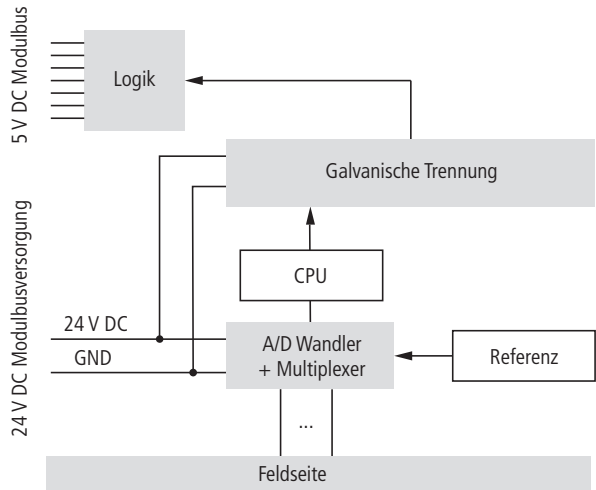 5 V DC Modulbus
Logik
Galvanische Trennung
24 V DC Modulbusversorgung
CPU
24 V DC
GND
A/D Wandler
+ Multiplexer
Referenz
...
Feldseite